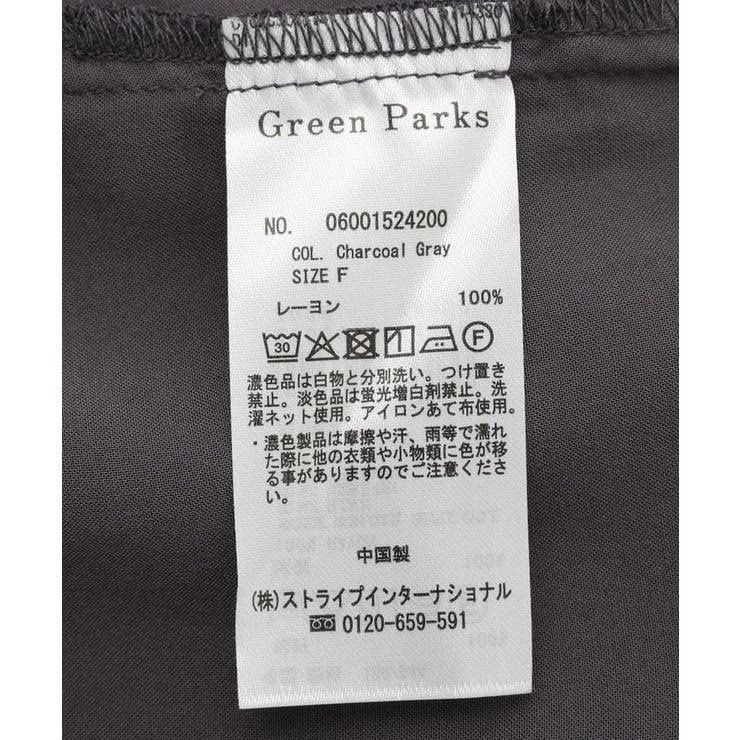 Green Parks
NO. 06001524200
COL. Charcoal Gray
SIZE F
レーヨン 100%
30 F
濃色品は白物と分別洗い。つけ置き
禁止。淡色品は蛍光増白剤禁止。洗
濯ネット使用。アイロンあて布使用。
・濃色製品は摩擦や汗、雨等で濡れ
た際に他の衣類や小物類に色が移
る事がありますのでご注意くださ
い。
中国製
(株)ストライプインターナショナル
0120-659-591